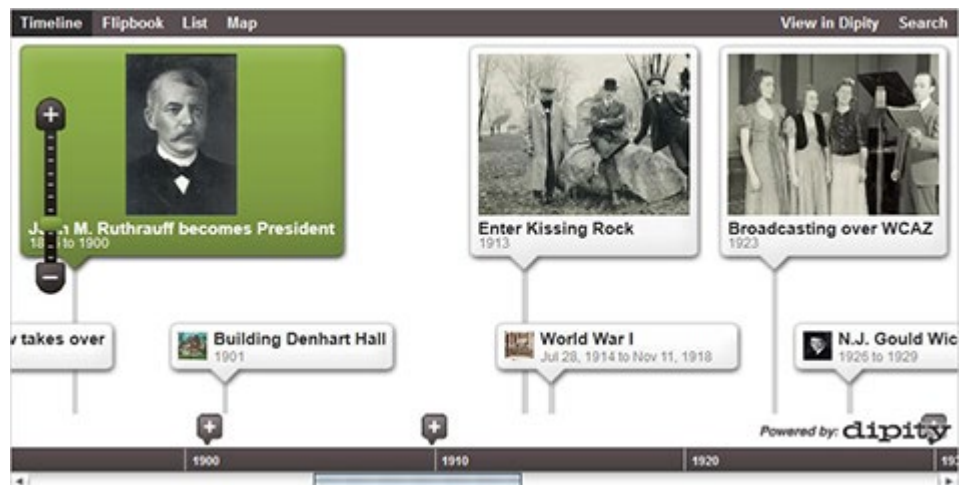 Timeline Flipbook List Map View in Dipity Search
John M. Ruthrauff becomes President
to 1900
Enter Kissing Rock
1913
Broadcasting over WCAZ
1923
takes over
Building Denhart Hall
1901
World War I
Jul 28, 1914 to Nov 11, 1918
N.J. Gould Wic
1926 to 1929
Powered by: dipity
1900 1910 1920 193